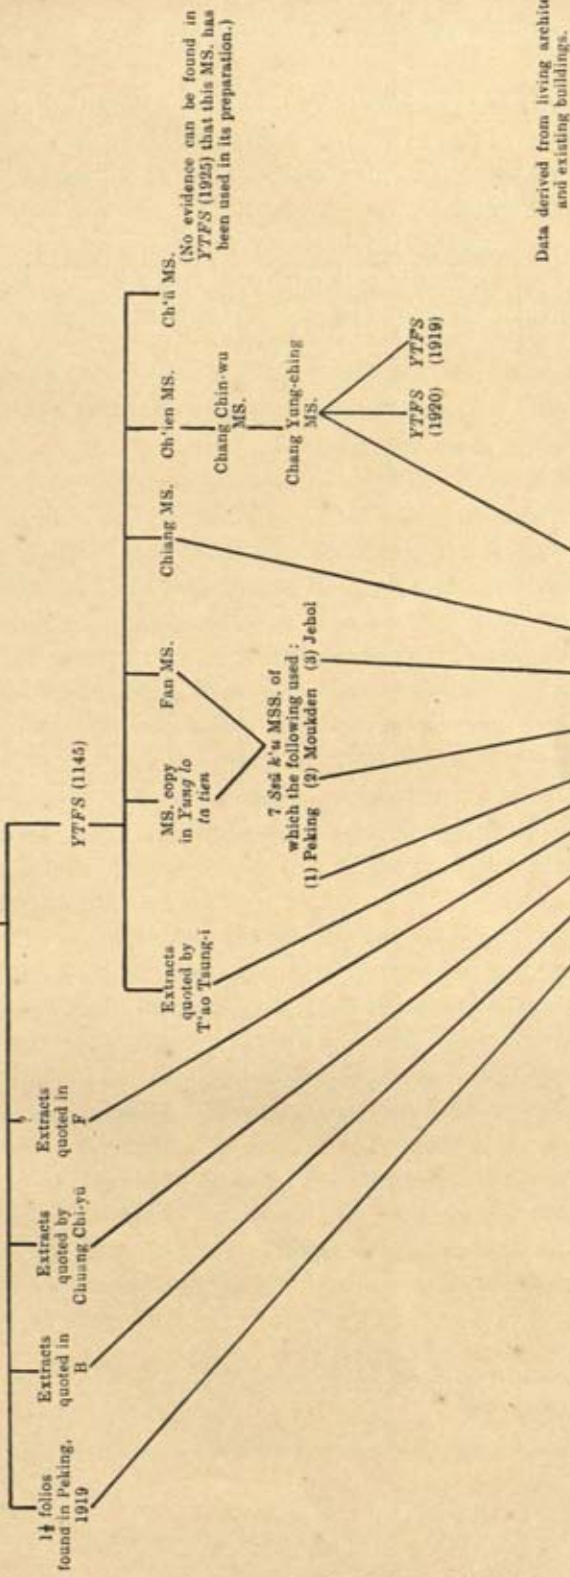 1½ folios
found in Peking,
1919
Extracts
quoted in
B
Extracts
quoted by
Chuang Chi-yü
Extracts
quoted in
F
YTFS (1145)
Extracts
quoted by
T'ao Tsung-i
MS. copy
in Yung lo
ta tien
Fan MS.
Chiang MS.
Ch'ien MS.
Ch'ü MS.
(No evidence can be found in
YTFS (1925) that this MS. has
been used in its preparation.)
Chang Chin-wu
MS.
Chang Yung-ching
MS.
7 Ssŭ k'u MSS. of
which the following used :
(1) Peking (2) Moukden (3) Jehol
YTFS
(1920)
YTFS
(1919)
Data derived from living archite
and existing buildings.